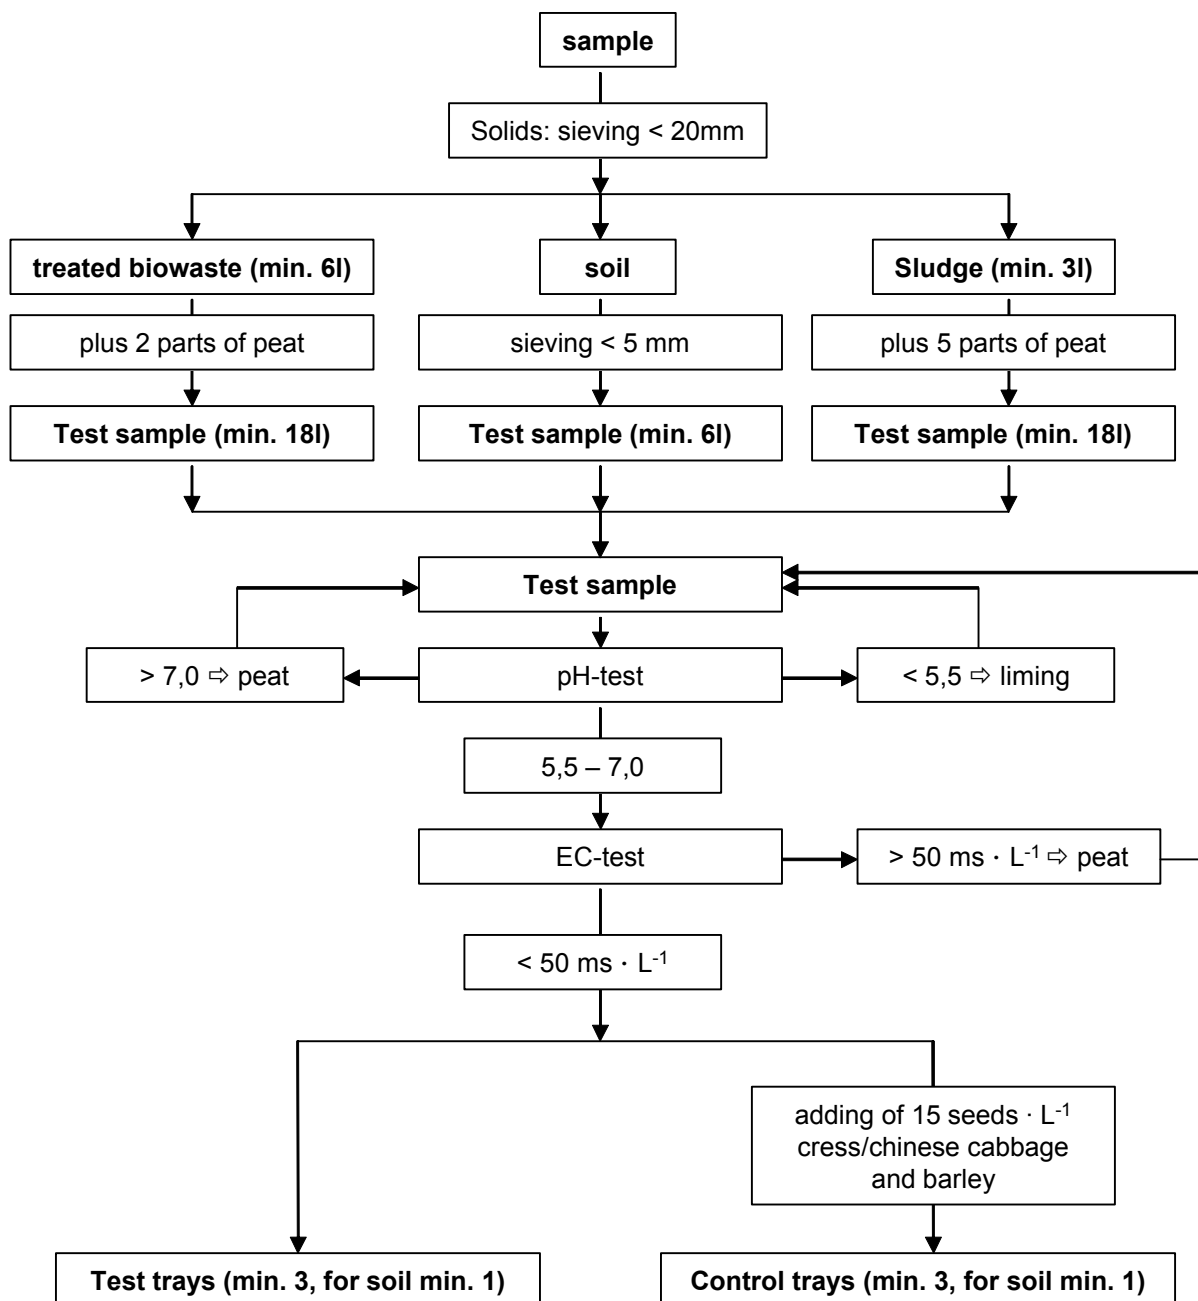 sample
Solids: sieving < 20mm
treated biowaste (min. 6l)
soil
Sludge (min. 3l)
plus 2 parts of peat
sieving < 5 mm
plus 5 parts of peat
Test sample (min. 18l)
Test sample (min. 6l)
Test sample (min. 18l)
Test sample
> 7,0 ⇨ peat
pH-test
< 5,5 ⇨ liming
5,5 – 7,0
EC-test
> 50 ms · L⁻¹ ⇨ peat
< 50 ms · L⁻¹
adding of 15 seeds · L⁻¹
cress/chinese cabbage
and barley
Test trays (min. 3, for soil min. 1)
Control trays (min. 3, for soil min. 1)